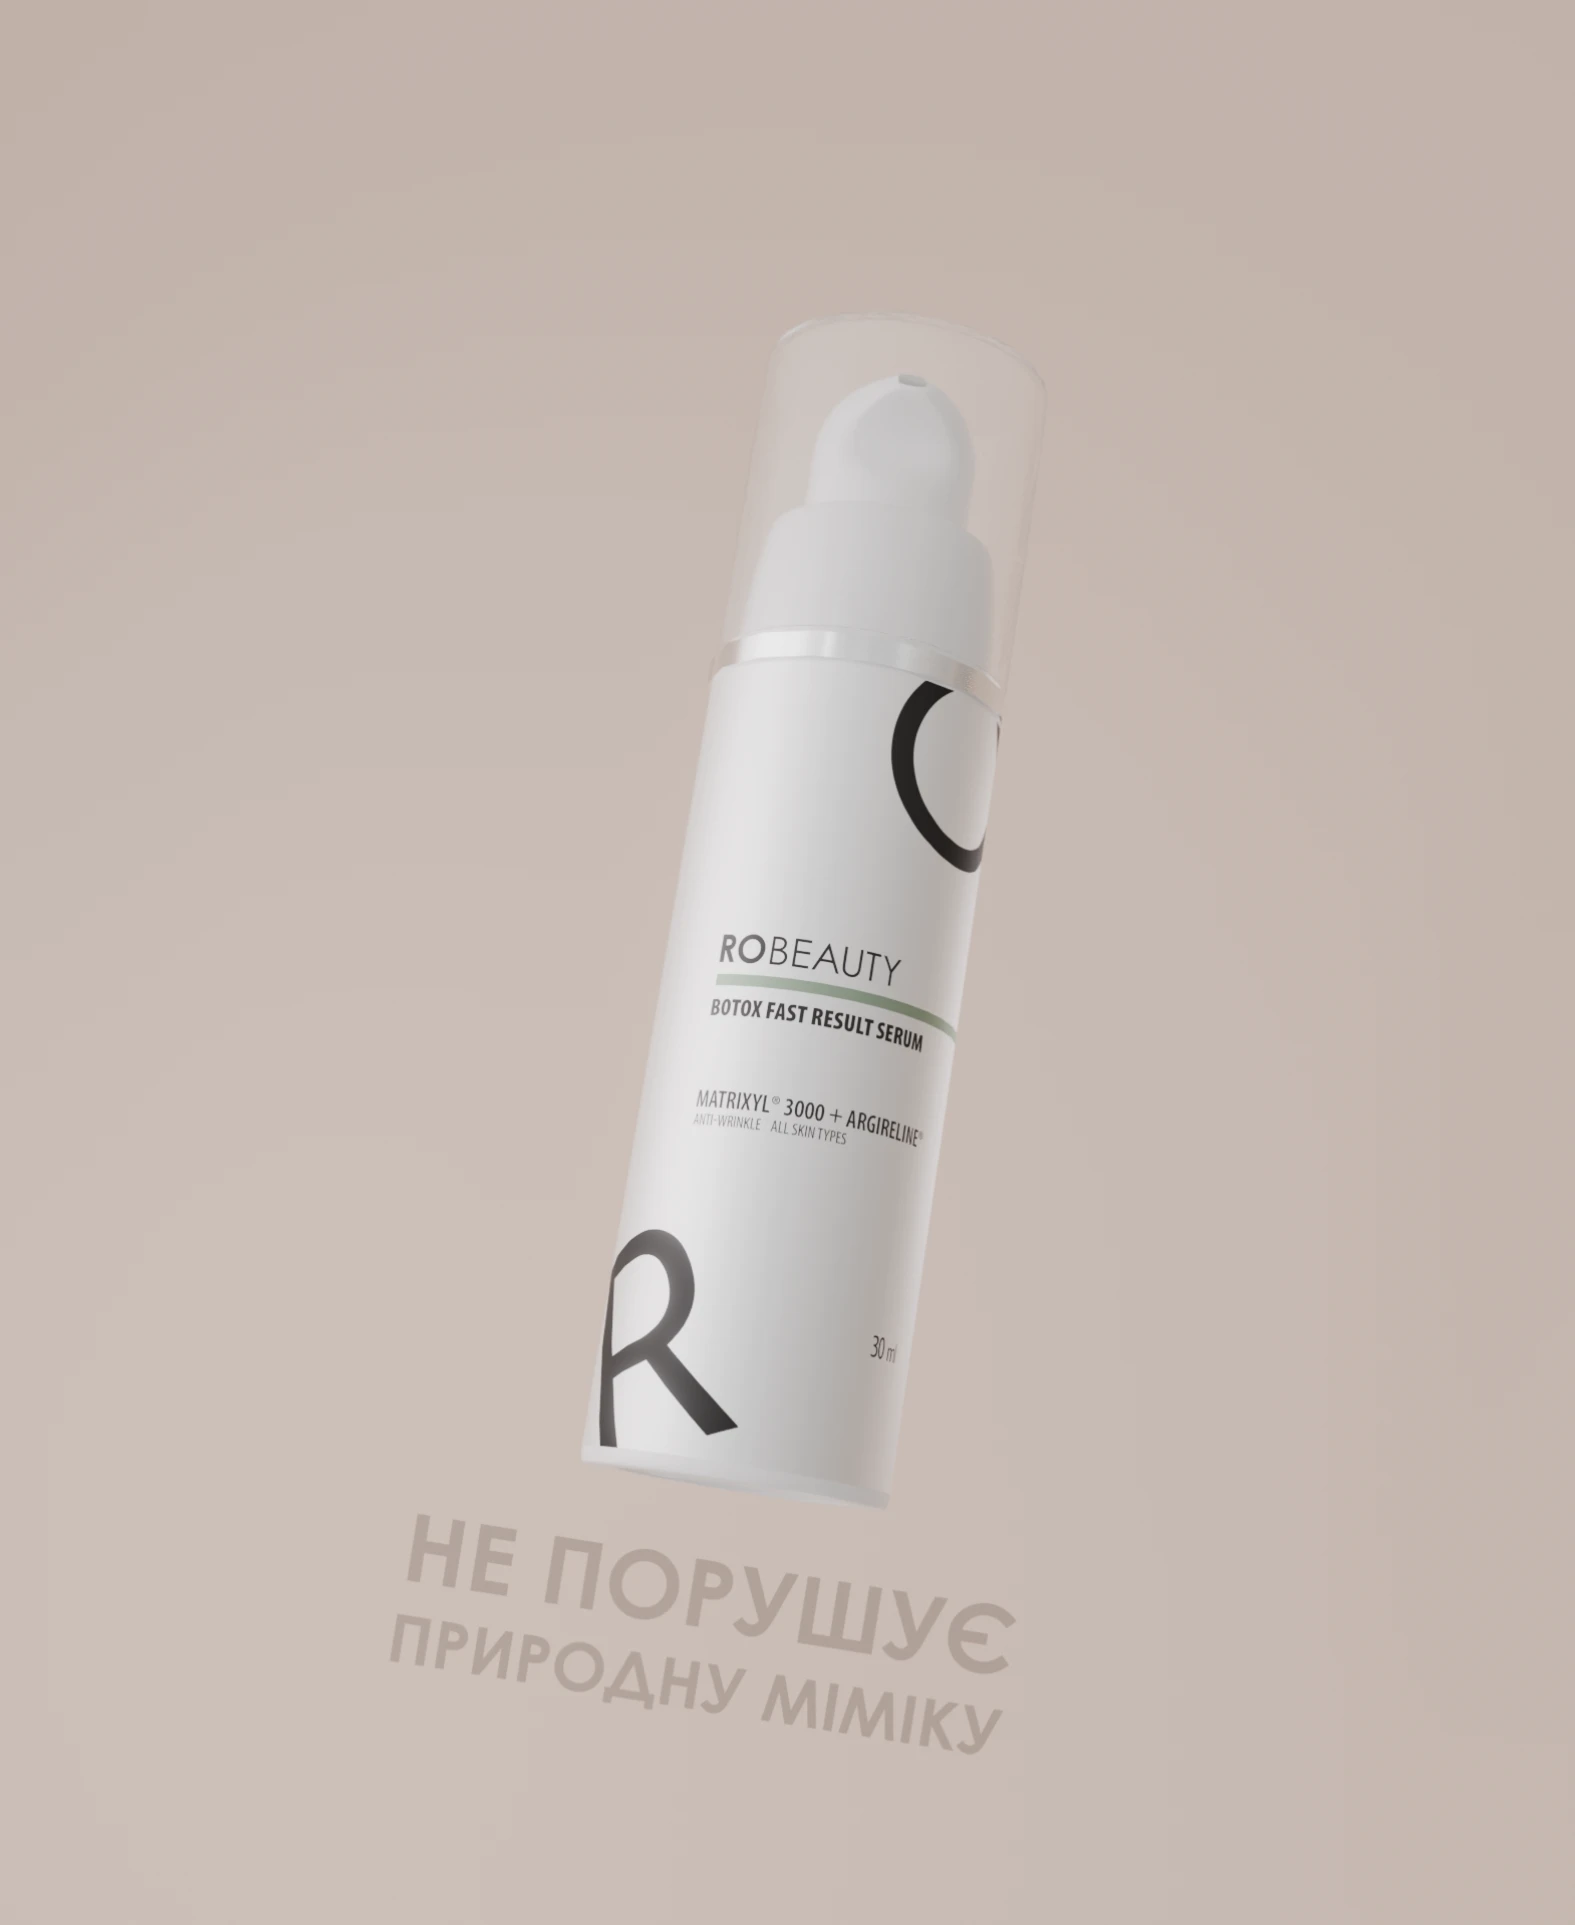 ROBEAUTY
BOTOX FAST RESULT SERUM
MATRIXYL® 3000 + ARGIRELINE®
ANTI-WRINKLE ALL SKIN TYPES
R
30 ml
НЕ ПОРУШУЄ
ПРИРОДНУ МІМІКУ